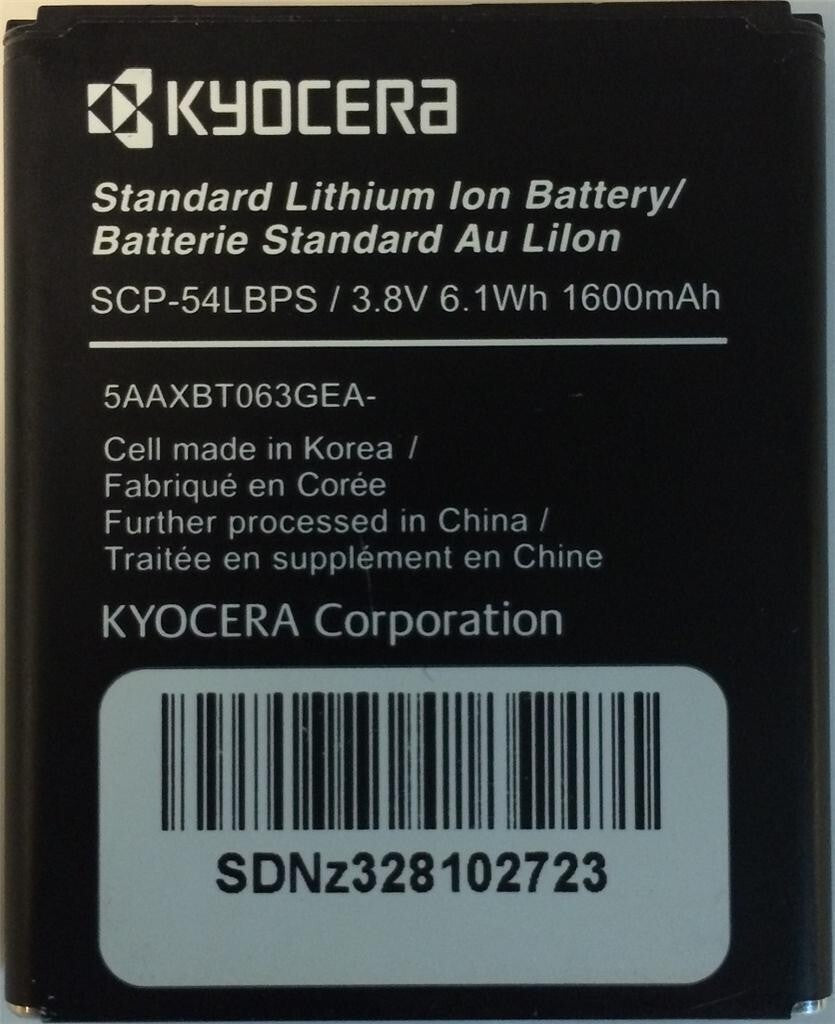 KYOCERA
Standard Lithium Ion Battery/
Batterie Standard Au LiIon
SCP-54LBPS / 3.8V 6.1Wh 1600mAh
5AAXBT063GEA-
Cell made in Korea /
Fabriqué en Corée
Further processed in China /
Traitée en supplément en Chine
KYOCERA Corporation
SDNz328102723